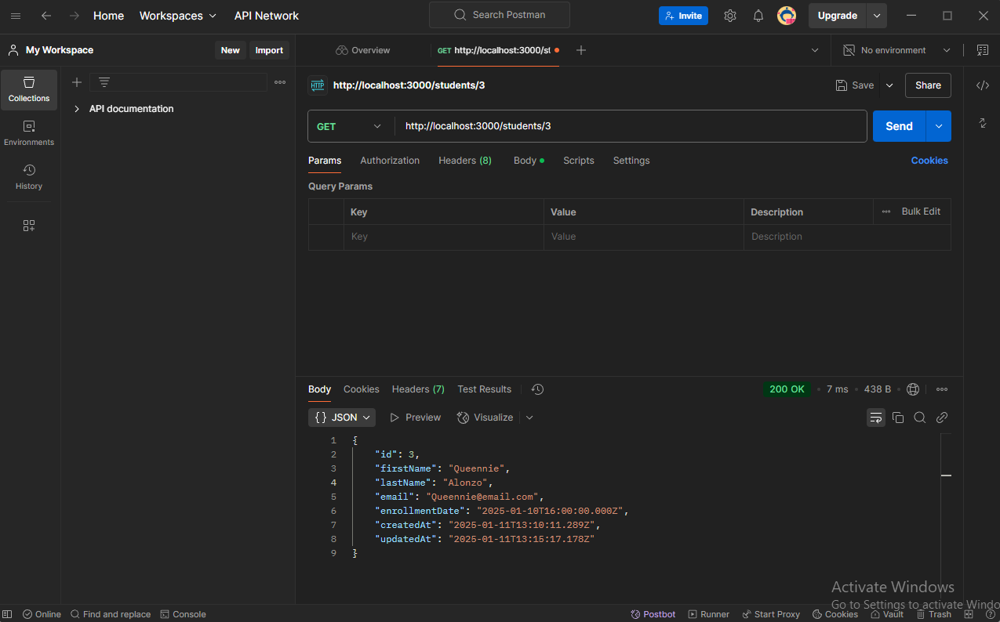 Home Workspaces API Network Search Postman Invite Upgrade
My Workspace New Import Overview GET http://localhost:3000/st No environment
Collections
Environments
History
API documentation
HTTP http://localhost:3000/students/3 Save Share
GET http://localhost:3000/students/3 Send
Params Authorization Headers (8) Body Scripts Settings Cookies
Query Params
Key Value Description Bulk Edit
Key Value Description
Body Cookies Headers (7) Test Results 200 OK 7 ms 438 B
{} JSON Preview Visualize
1 {
2 "id": 3,
3 "firstName": "Queennie",
4 "lastName": "Alonzo",
5 "email": "Queennie@email.com",
6 "enrollmentDate": "2025-01-10T16:00:00.000Z",
7 "createdAt": "2025-01-11T13:10:11.289Z",
8 "updatedAt": "2025-01-11T13:15:17.178Z"
9 }
Activate Windows
Go to Settings to activate Windo
Online Find and replace Console Postbot Runner Start Proxy Cookies Vault Trash